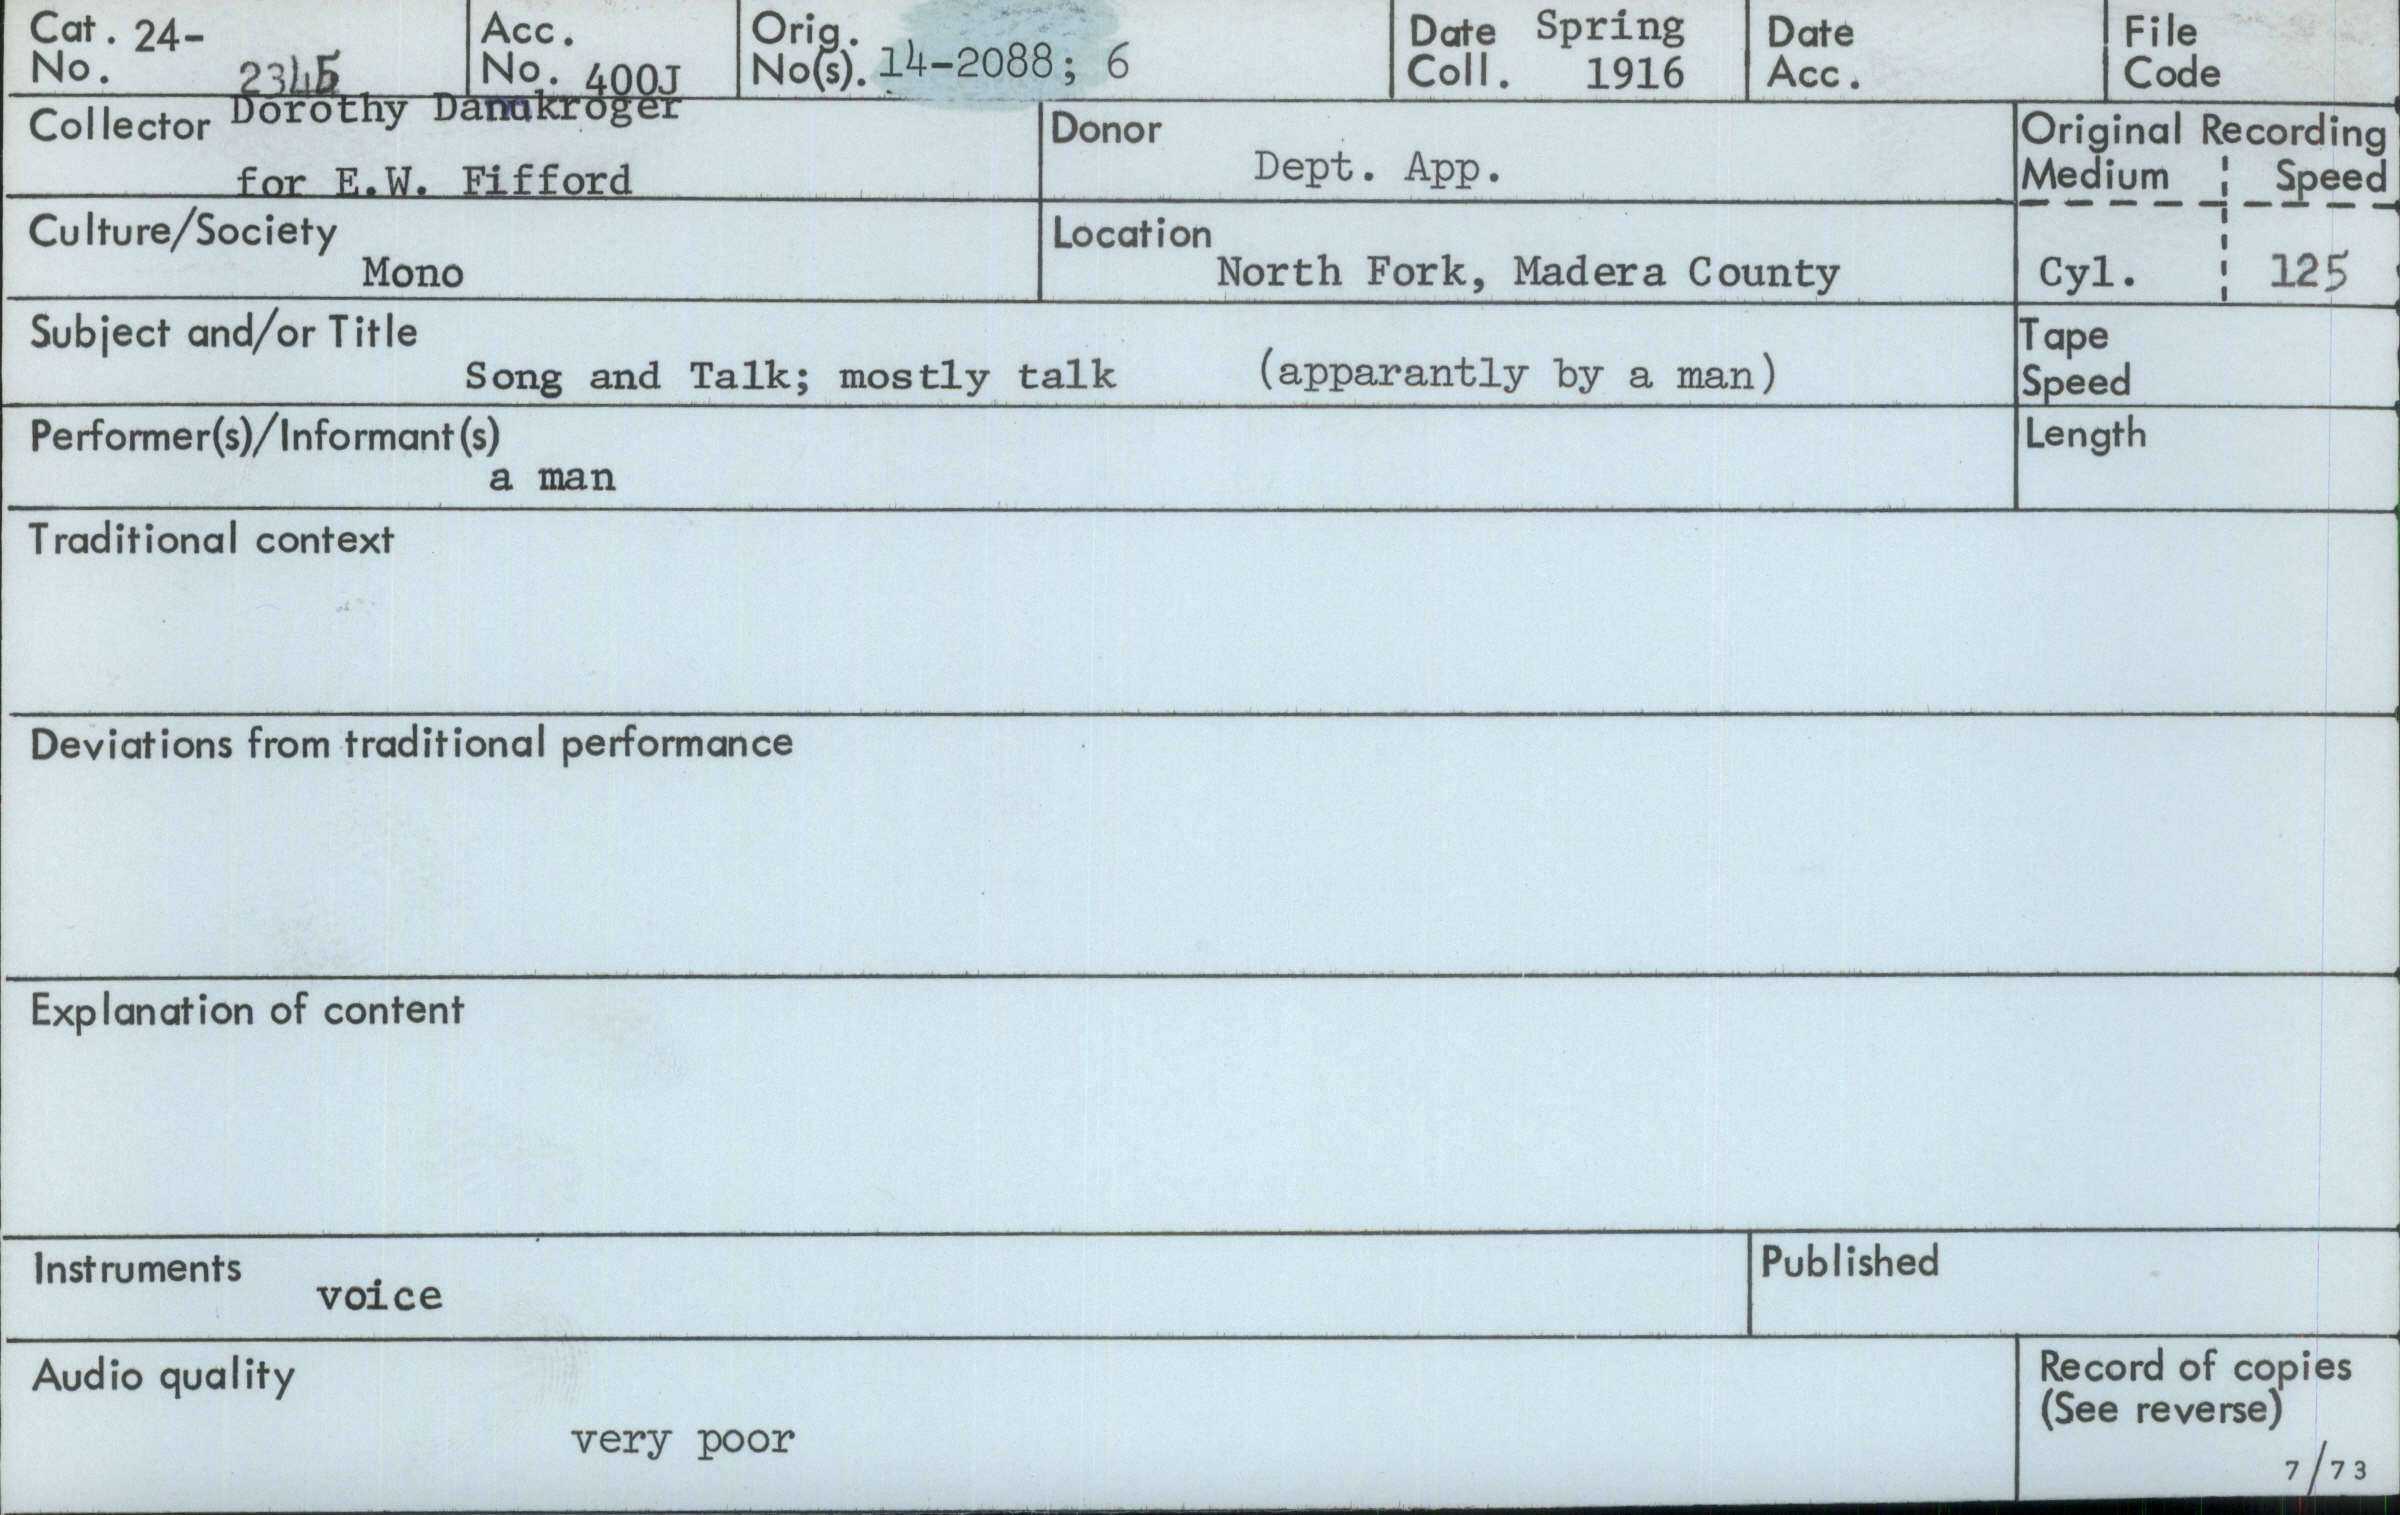 Cat. No. 24-2345
Acc. No. 400J
Orig. No(s). 14-2088; 6
Date Coll. Spring 1916
Date Acc.
File Code
Collector Dorothy Danukroger
for E.W. Fifford
Donor
Dept. App.
Original Recording
Medium Speed
Cyl. 125
Culture/Society
Mono
Location
North Fork, Madera County
Subject and/or Title
Song and Talk; mostly talk (apparantly by a man)
Tape Speed
Performer(s)/Informant(s)
a man
Length
Traditional context
Deviations from traditional performance
Explanation of content
Instruments
voice
Published
Audio quality
very poor
Record of copies
(See reverse)
7/73